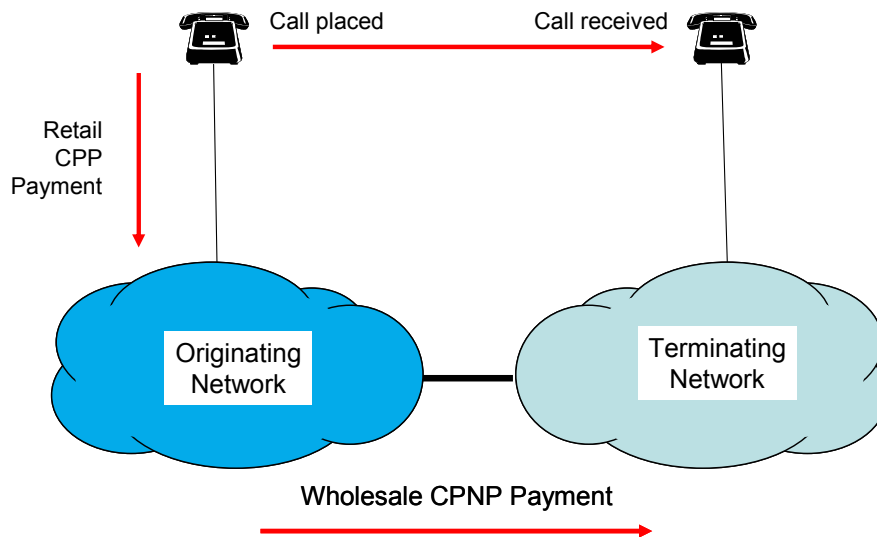 Call placed
Call received
Retail
CPP
Payment
Originating
Network
Terminating
Network
Wholesale CPNP Payment